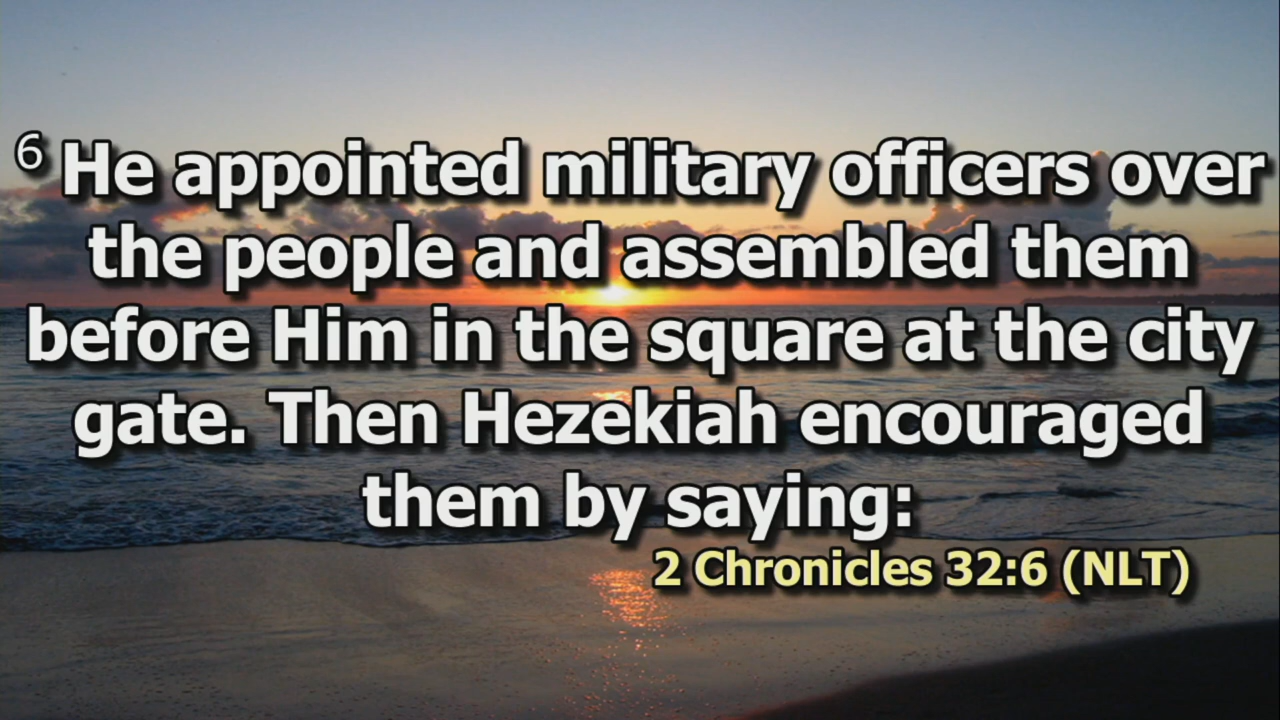 6 He appointed military officers over
the people and assembled them
before Him in the square at the city
gate. Then Hezekiah encouraged
them by saying:
2 Chronicles 32:6 (NLT)